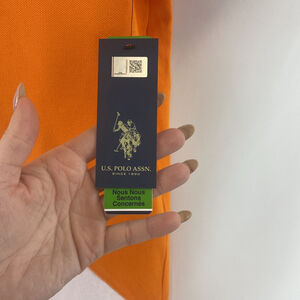 U.S. POLO ASSN.
SINCE 1890
Nous Nous
Sentons
Concernés